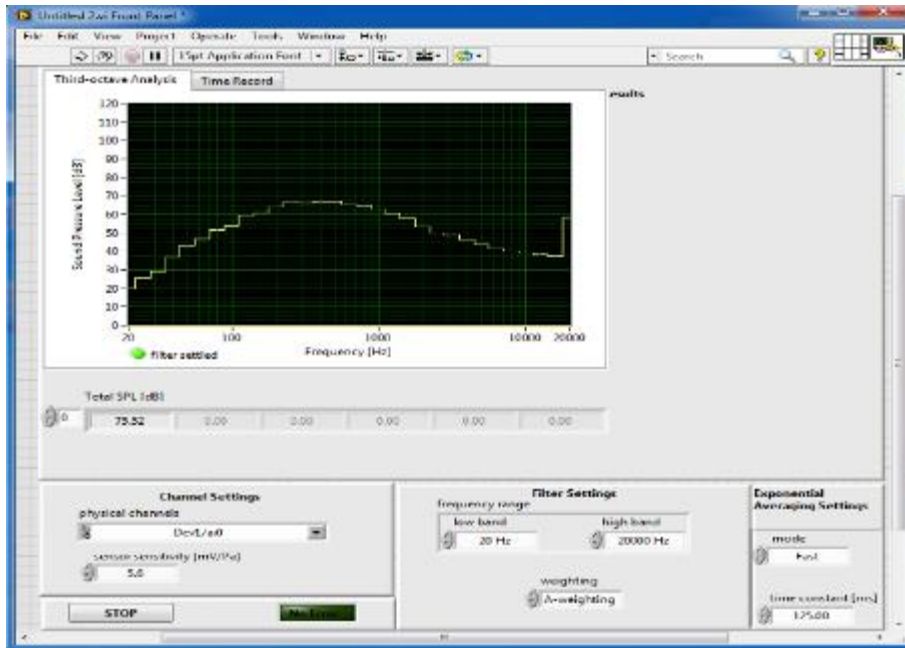 Untitled 2.vi Front Panel *
File Edit View Project Operate Tools Window Help
15pt Application Font Search
Third-octave Analysis Time Record
esults
120
110
100
90
80
70
60
50
40
30
20
10
0
Sound Pressure Level [dB]
20 100 1000 10000 20000
filter settled Frequency [Hz]
Total SPL [dB]
0 75.52 0.00 0.00 0.00 0.00 0.00
Channel Settings
physical channels
Dev1/ai0
sensor sensitivity (mV/Pa)
5.6
STOP
Filter Settings
frequency range
low band high band
20 Hz 20000 Hz
weighting
A-weighting
Exponential
Averaging Settings
mode
Fast
time constant [ms]
125.00